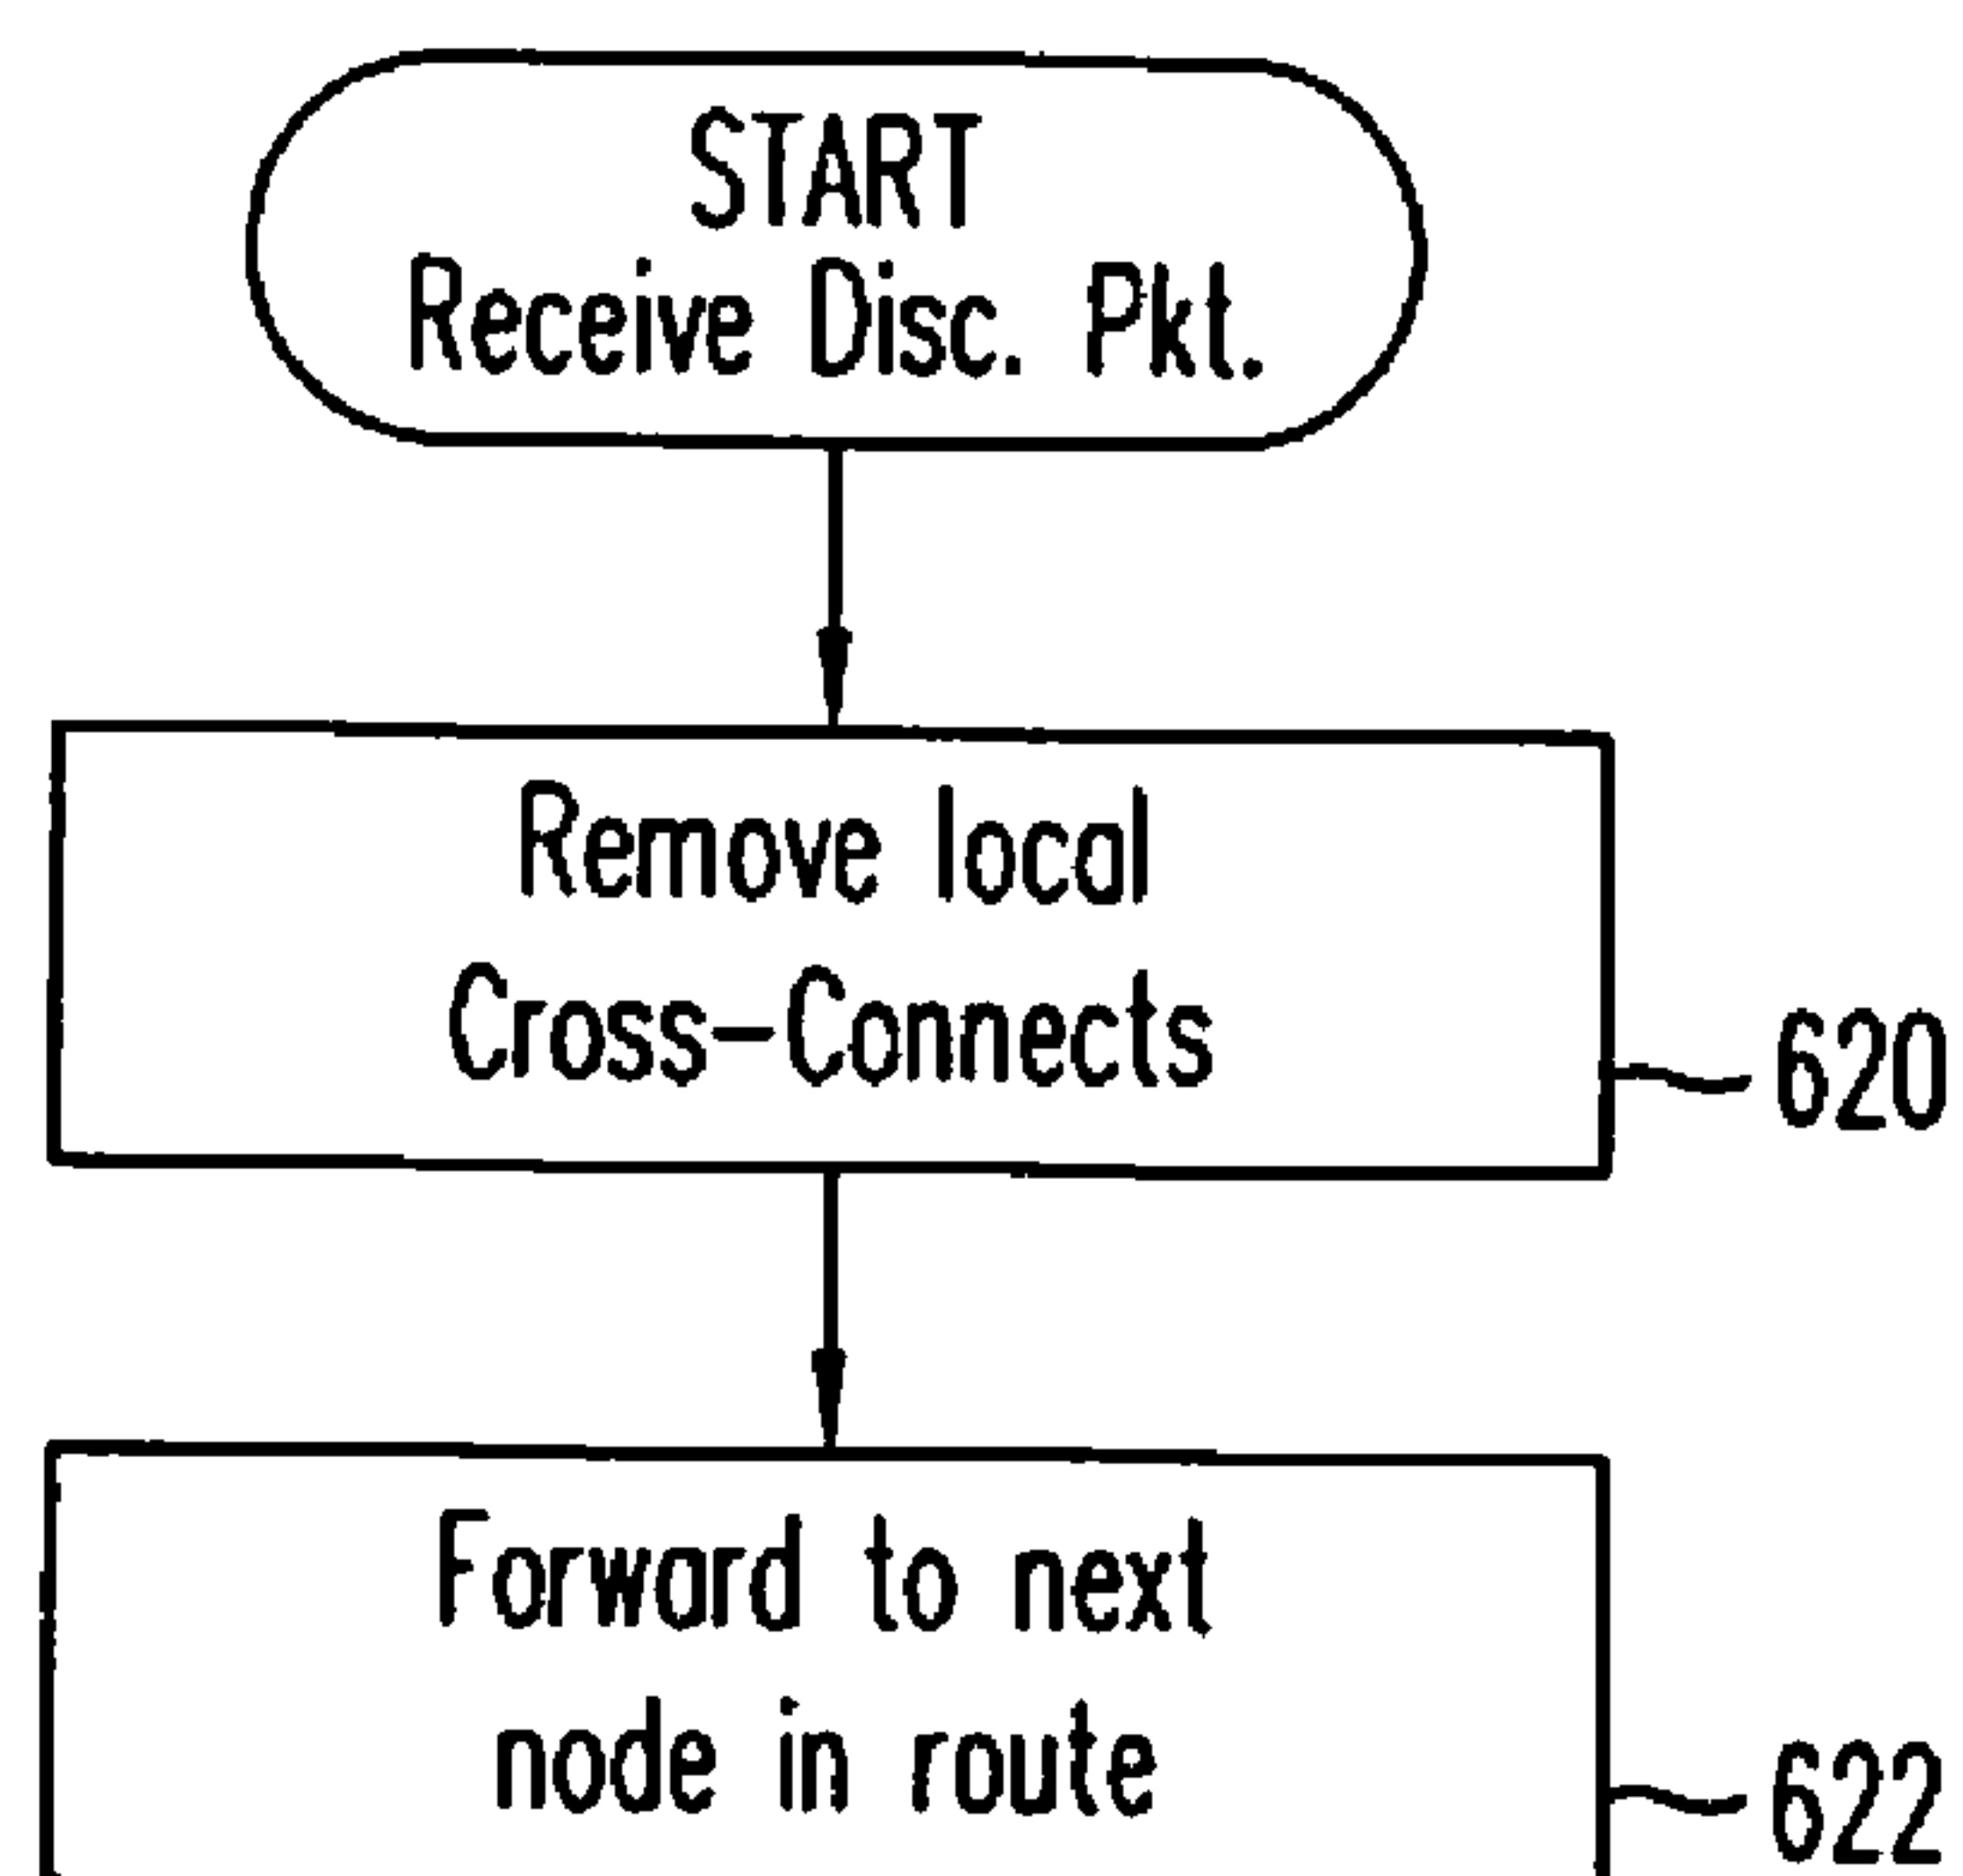 START
Receive Disc. Pkt.
Remove local
Cross-Connects
620
Forward to next
node in route
622